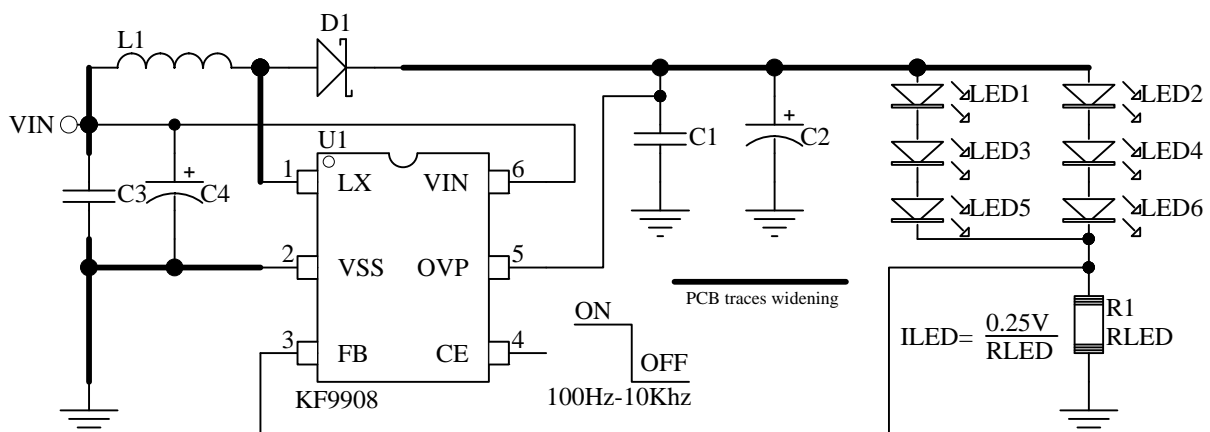 D1
L1
LED1
LED2
VIN
U1
C1
+
C2
LED3
LED4
1
LX
VIN
6
C3
+
C4
LED5
LED6
2
VSS
OVP
5
PCB traces widening
ON
R1
ILED= 0.25V
RLED
RLED
3
FB
CE
4
OFF
KF9908
100Hz-10Khz